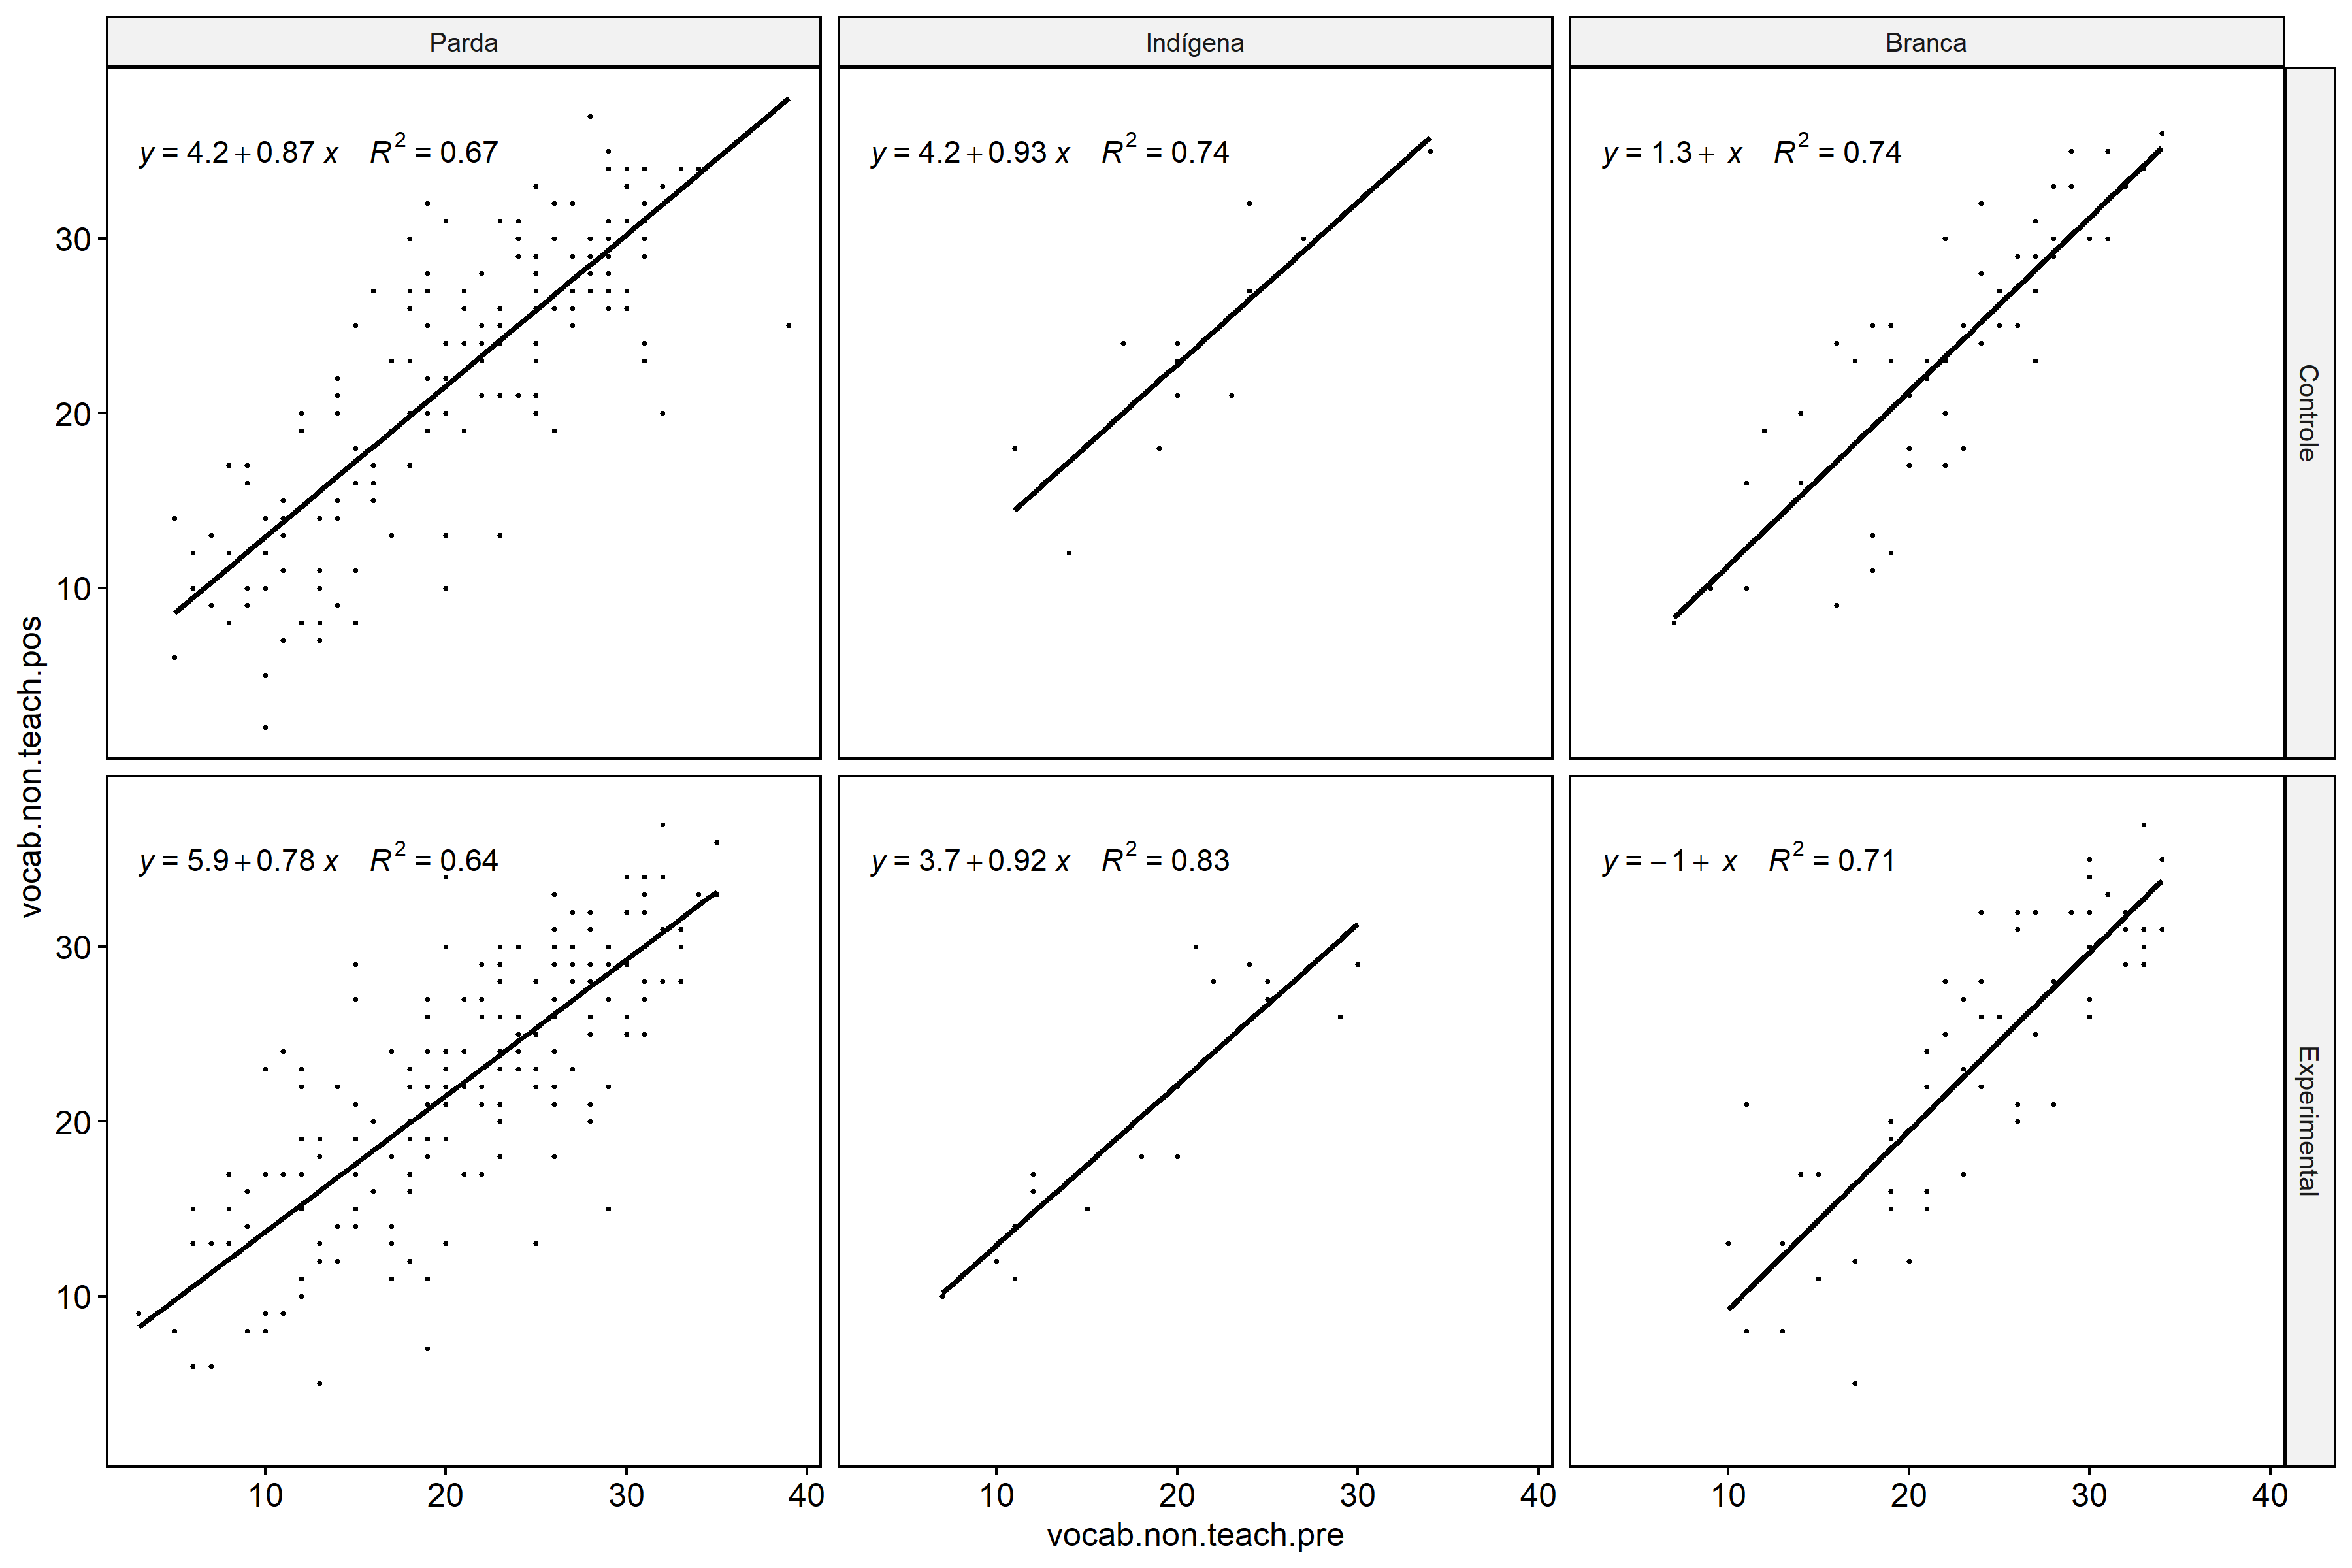 Parda Indígena Branca
y = 4.2 + 0.87 x R² = 0.67
y = 4.2 + 0.93 x R² = 0.74
y = 1.3 + x R² = 0.74
30
20
10
Controle
y = 5.9 + 0.78 x R² = 0.64
y = 3.7 + 0.92 x R² = 0.83
y = −1 + x R² = 0.71
30
20
10
Experimental
vocab.non.teach.pos
10 20 30 40 10 20 30 40 10 20 30 40
vocab.non.teach.pre